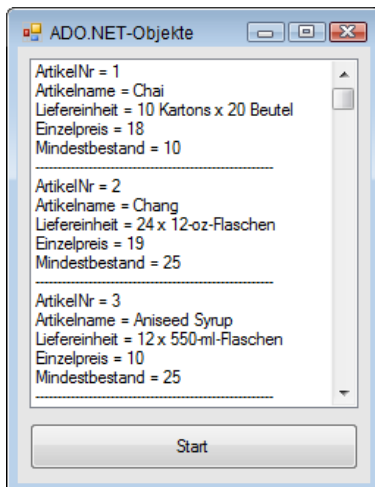 ADO.NET-Objekte
ArtikelNr = 1
Artikelname = Chai
Liefereinheit = 10 Kartons x 20 Beutel
Einzelpreis = 18
Mindestbestand = 10
------------------------------------------------------
ArtikelNr = 2
Artikelname = Chang
Liefereinheit = 24 x 12-oz-Flaschen
Einzelpreis = 19
Mindestbestand = 25
------------------------------------------------------
ArtikelNr = 3
Artikelname = Aniseed Syrup
Liefereinheit = 12 x 550-ml-Flaschen
Einzelpreis = 10
Mindestbestand = 25
------------------------------------------------------
Start